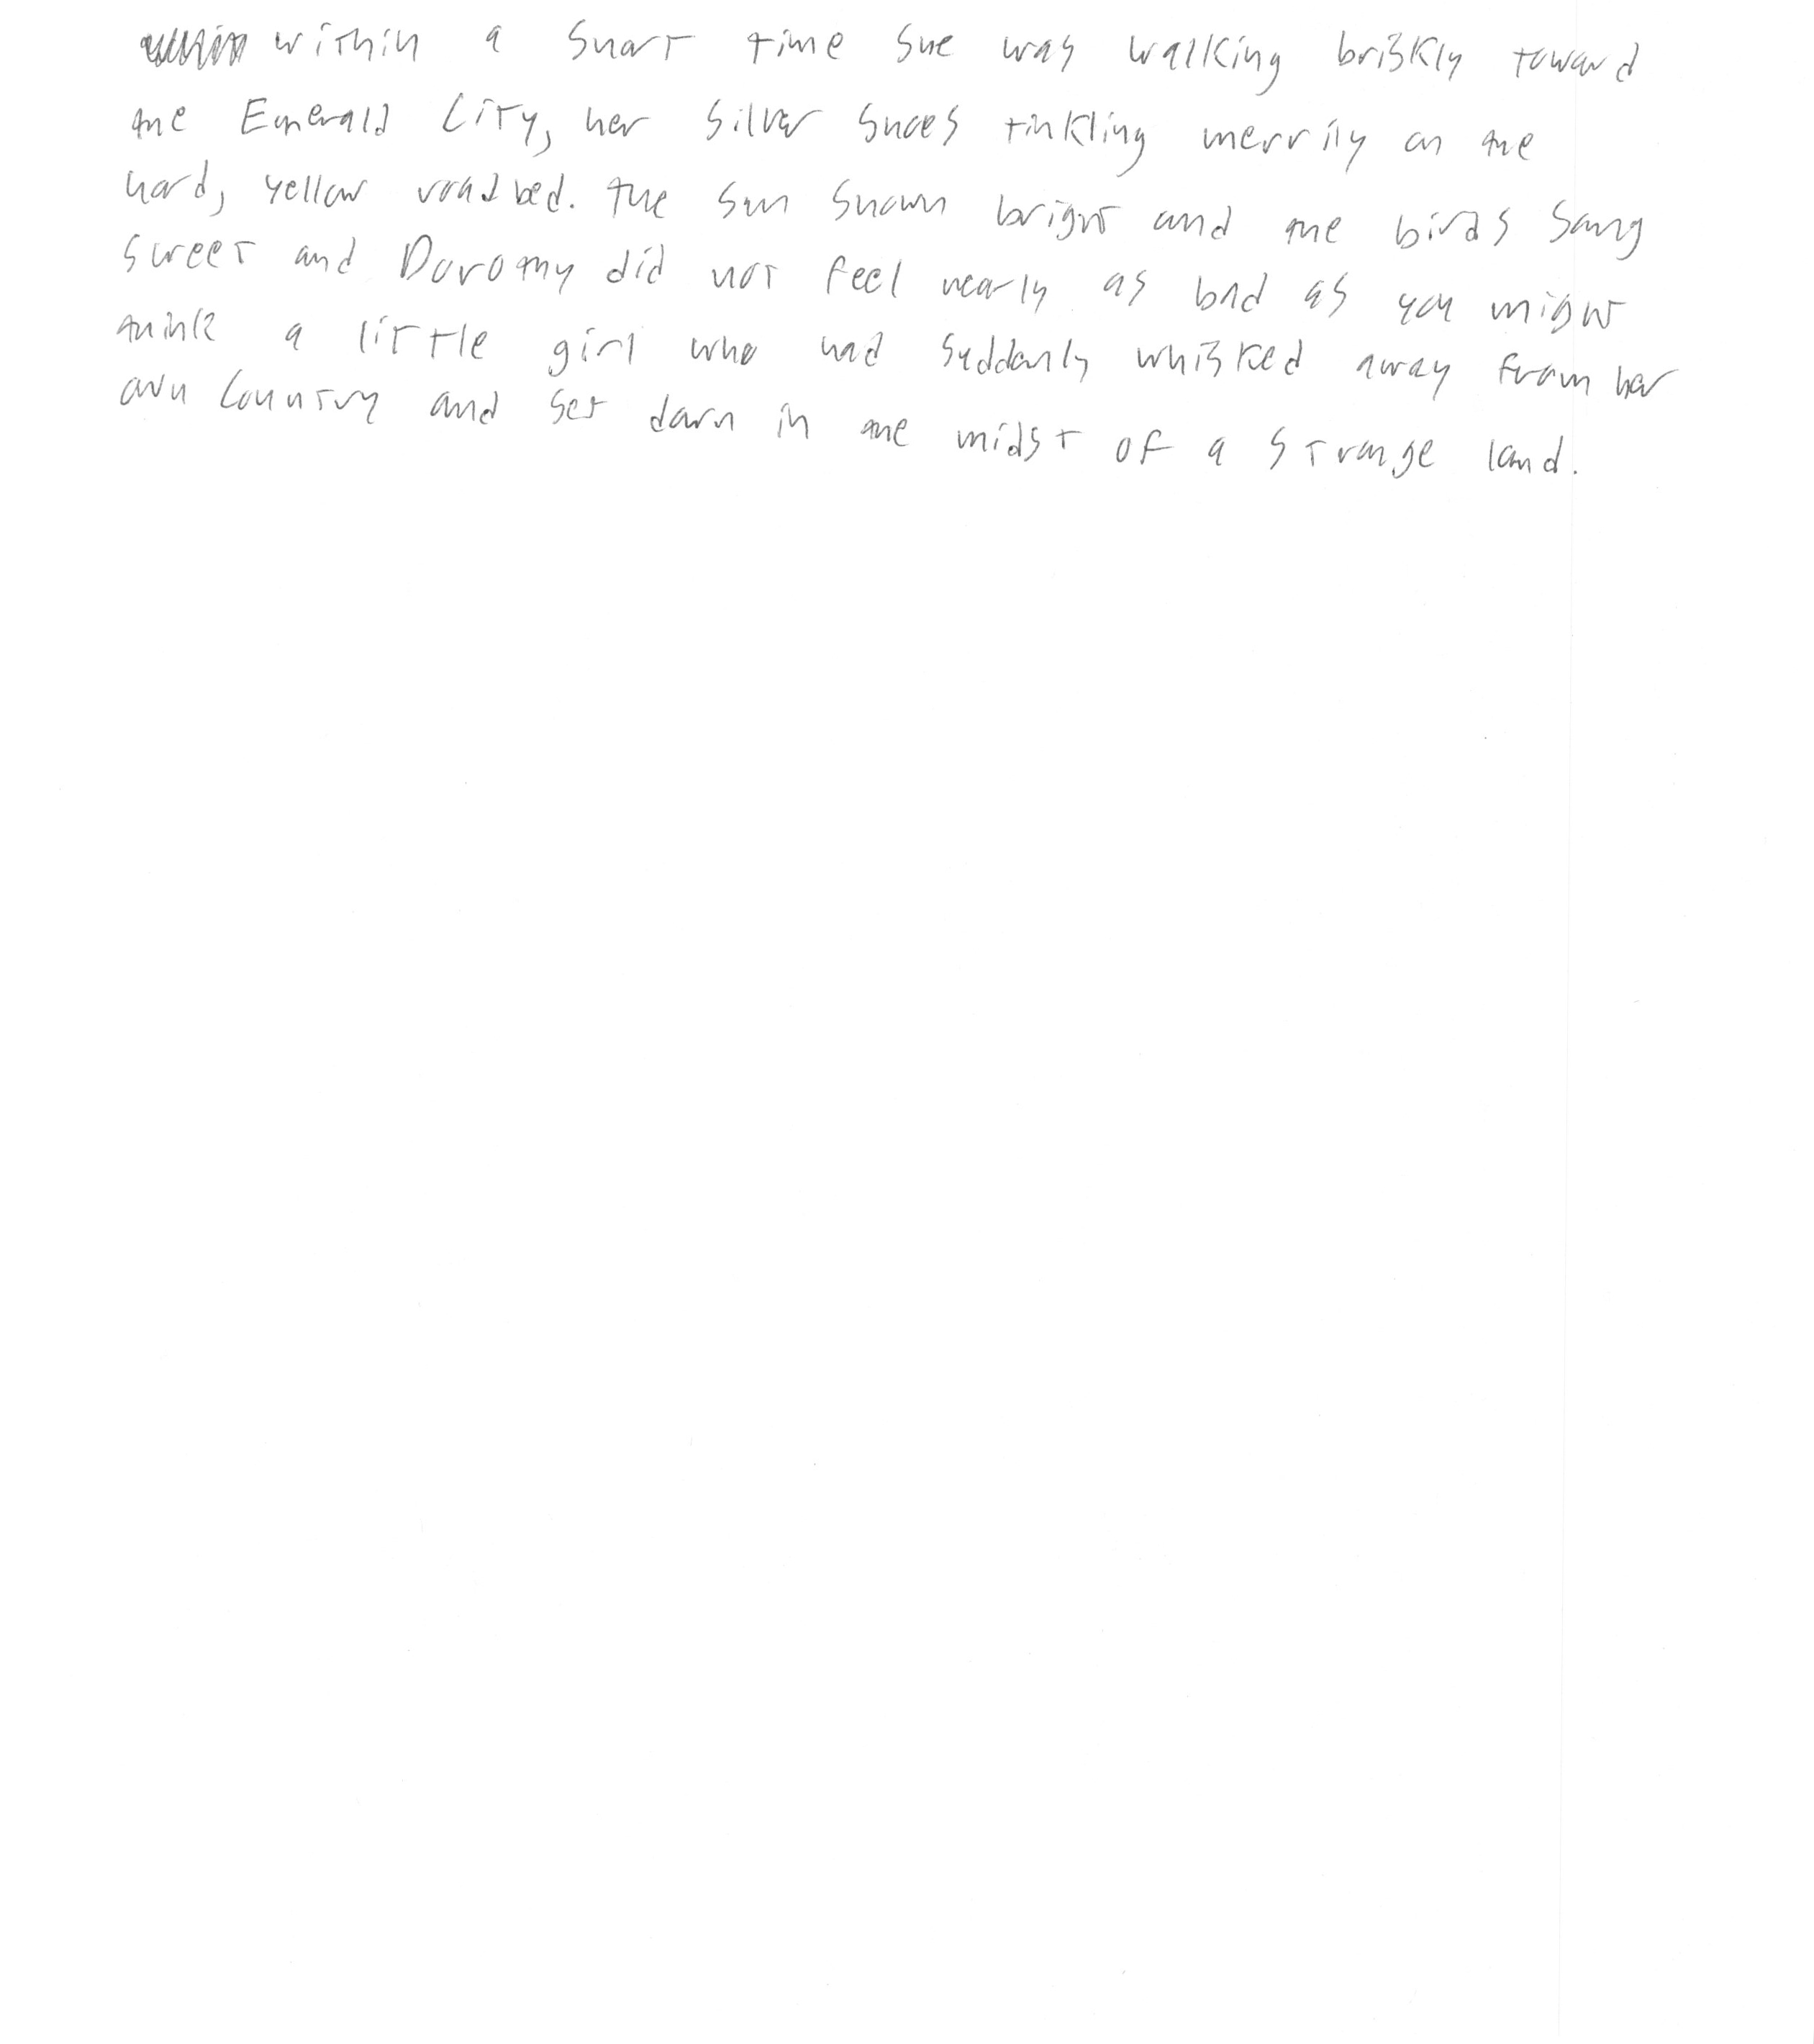 within a short time she was walking briskly toward
the Emerald City, her silver shoes tinkling merrily on the
hard, yellow roadbed. The sun shown bright and the birds sang
sweet and Dorothy did not feel nearly as bad as you might
think a little girl who had suddenly whisked away from her
own country and set down in the midst of a strange land.